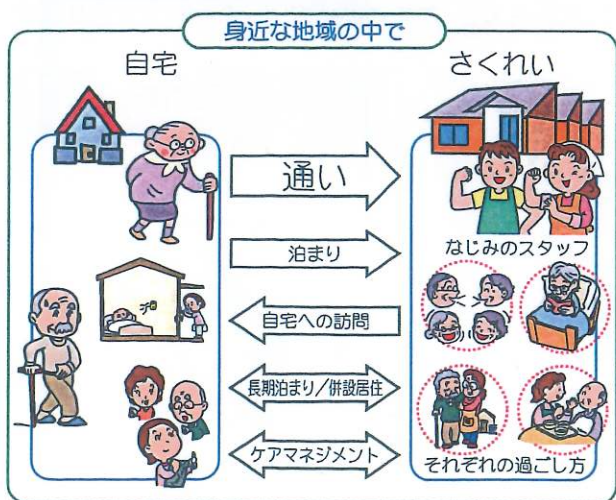 身近な地域の中で
自宅
さくれい
通い
泊まり
なじみのスタッフ
自宅への訪問
長期泊まり/併設居住
ケアマネジメント
それぞれの過ごし方